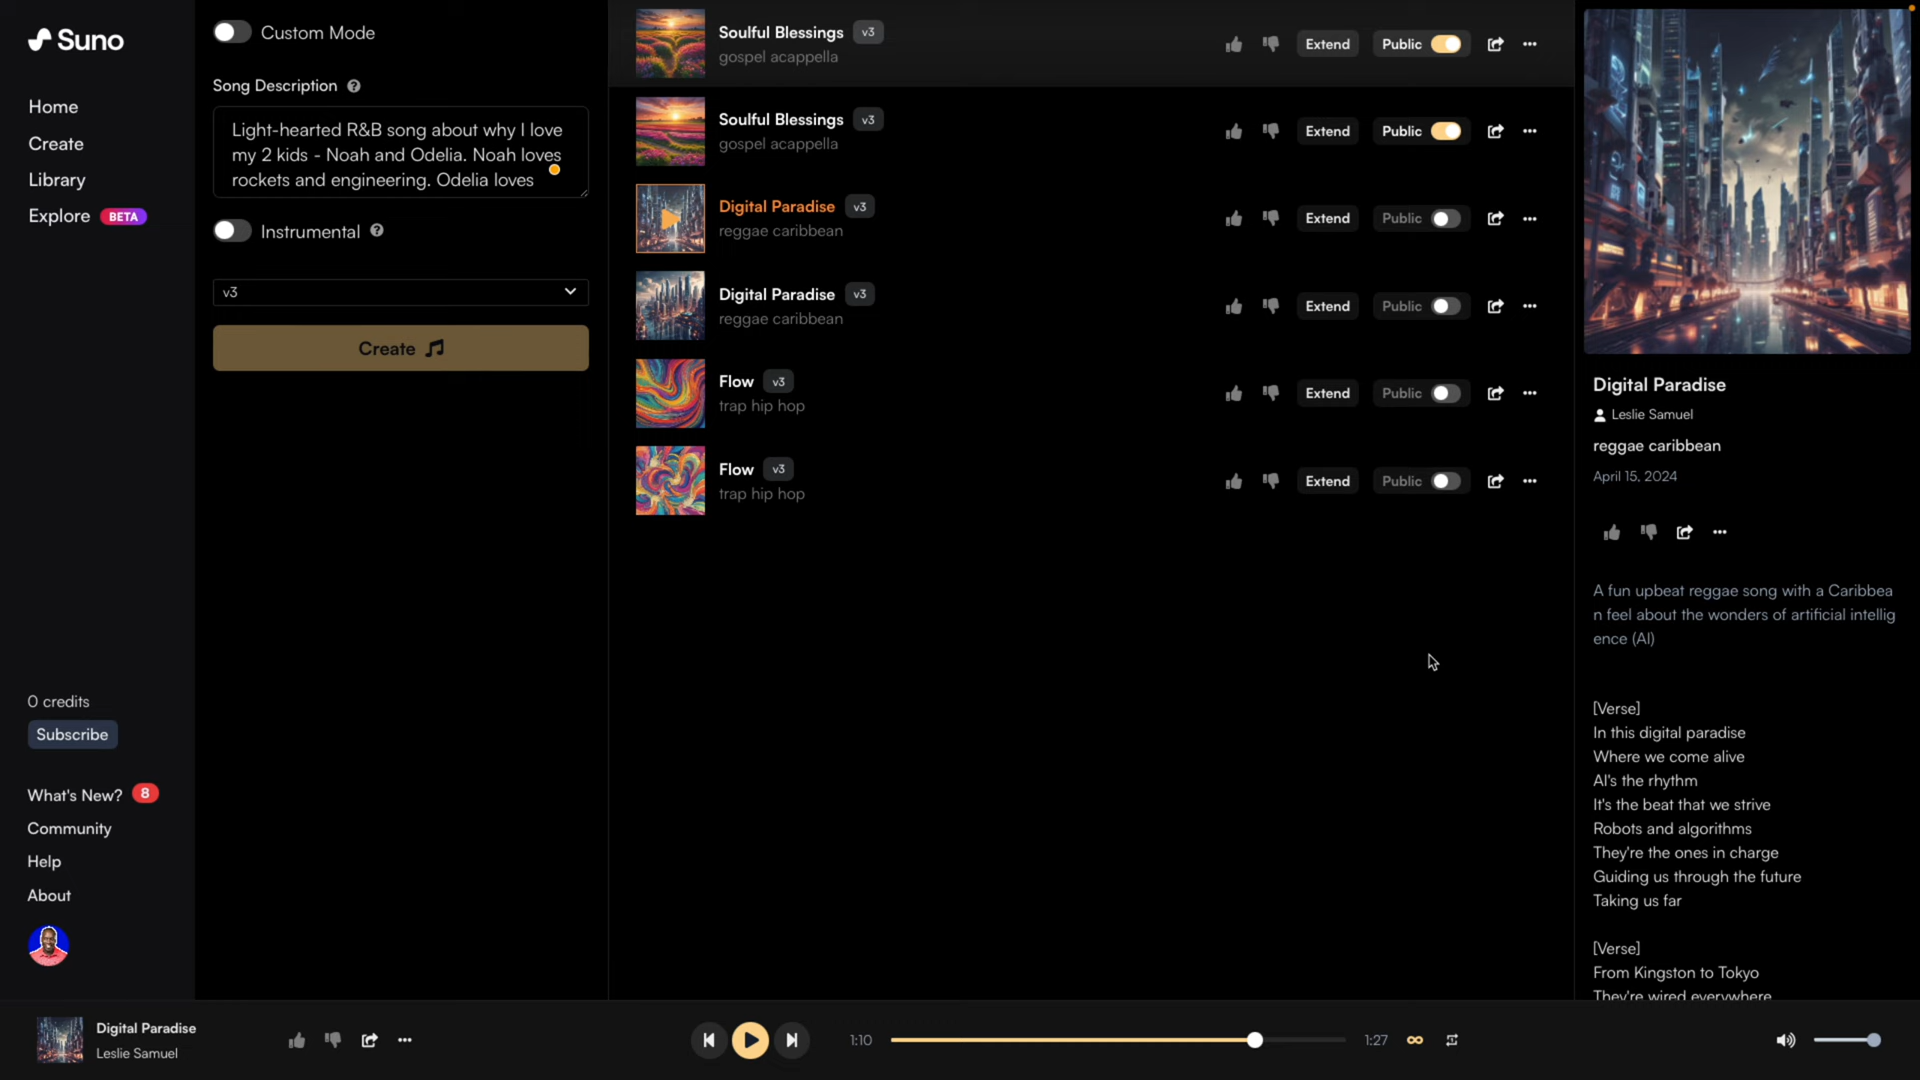 Suno
Home
Create
Library
Explore BETA
0 credits
Subscribe
What's New? 8
Community
Help
About
Custom Mode
Song Description ?
Light-hearted R&B song about why I love
my 2 kids - Noah and Odelia. Noah loves
rockets and engineering. Odelia loves
Instrumental ?
v3
Create
Soulful Blessings v3
gospel acappella
Extend Public
Soulful Blessings v3
gospel acappella
Extend Public
Digital Paradise v3
reggae caribbean
Extend Public
Digital Paradise v3
reggae caribbean
Extend Public
Flow v3
trap hip hop
Extend Public
Flow v3
trap hip hop
Extend Public
Digital Paradise
Leslie Samuel
reggae caribbean
April 15, 2024
A fun upbeat reggae song with a Caribbea
n feel about the wonders of artificial intellig
ence (AI)
[Verse]
In this digital paradise
Where we come alive
AI's the rhythm
It's the beat that we strive
Robots and algorithms
They're the ones in charge
Guiding us through the future
Taking us far
[Verse]
From Kingston to Tokyo
They're wired everywhere
Digital Paradise
Leslie Samuel
1:10
1:27